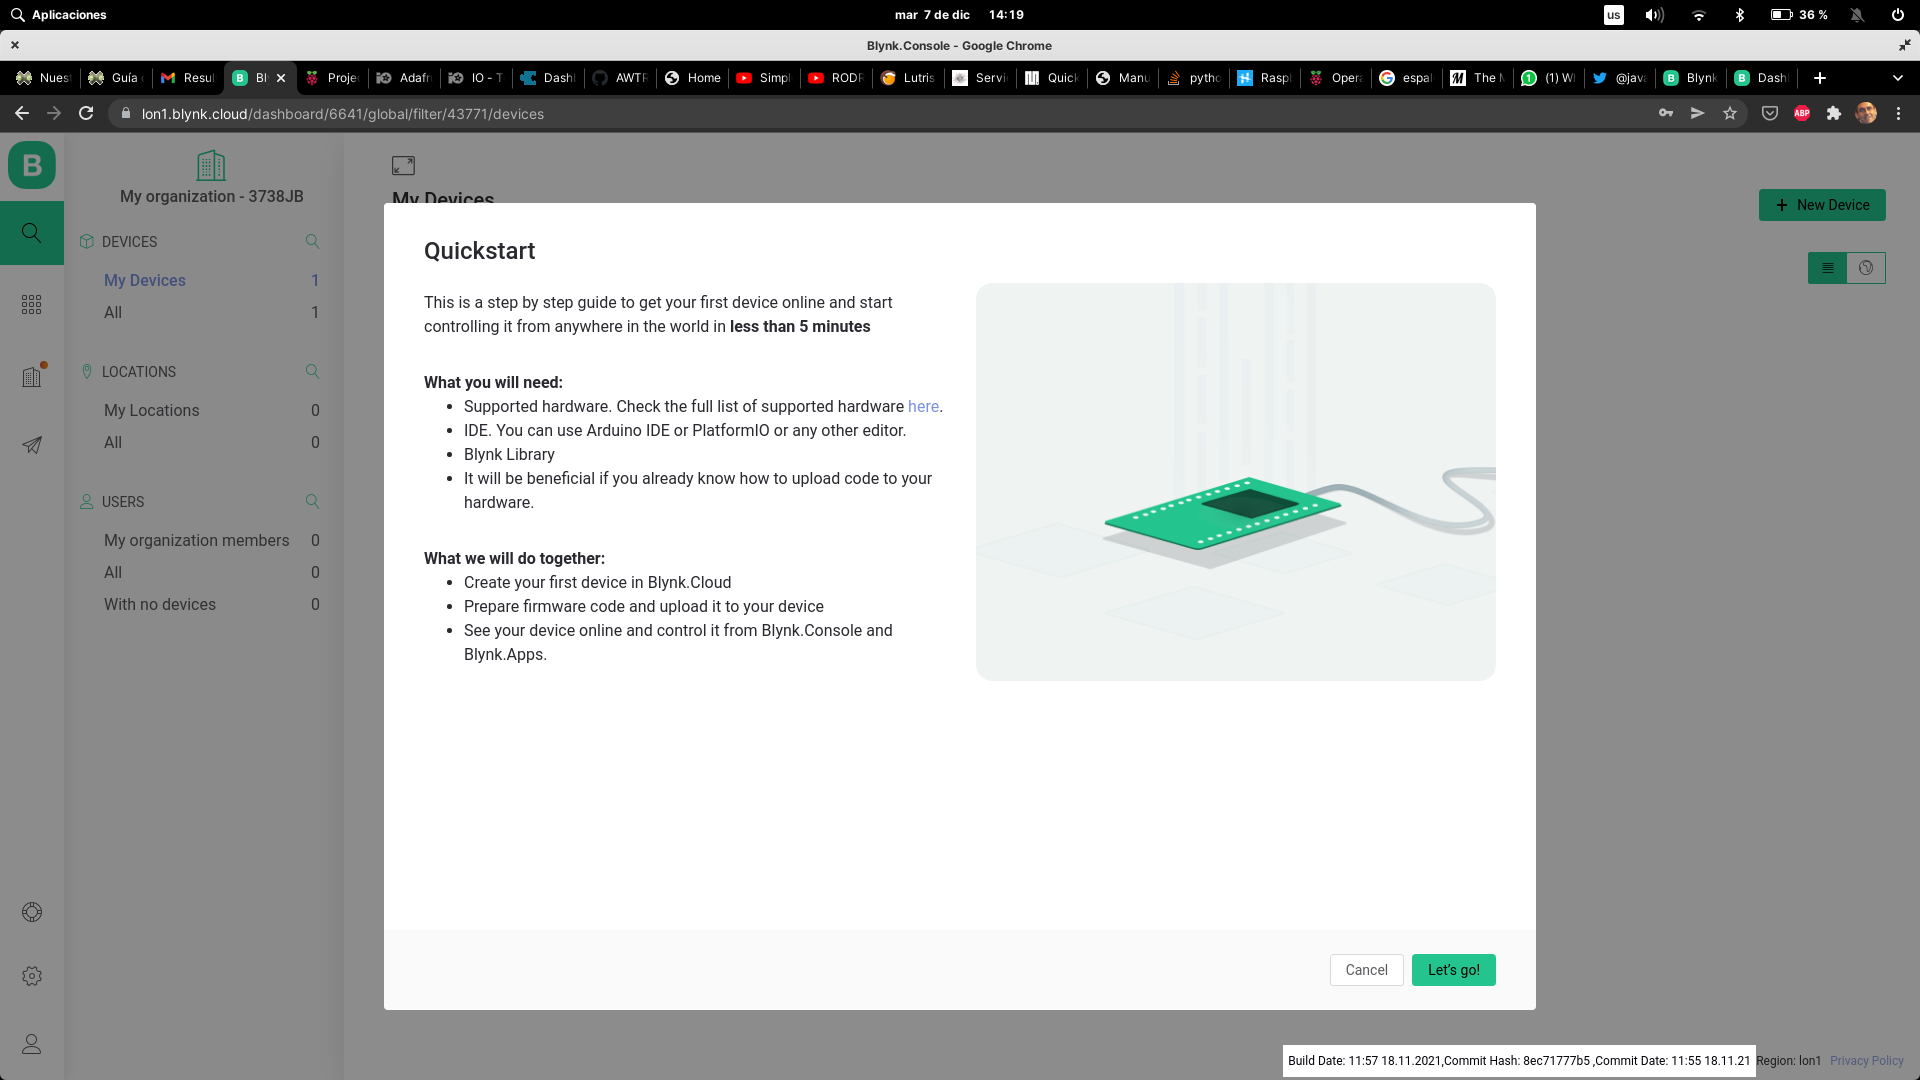 Aplicaciones
mar 7 de dic 14:19
us
36 %
Blynk.Console - Google Chrome
Nuest
Guía
Resu
Bl
Proje
Adafr
IO - T
Dash
AWTR
Home
Simpl
RODR
Lutris
Servi
Quick
Manu
pytho
Raspl
Opera
espal
The M
(1) W
@java
Blynk
Dash
lon1.blynk.cloud/dashboard/6641/global/filter/43771/devices
ABP
B
My organization - 3738JB
DEVICES
My Devices 1
All 1
LOCATIONS
My Locations 0
All 0
USERS
My organization members 0
All 0
With no devices 0
My Devices
+ New Device
Quickstart
This is a step by step guide to get your first device online and start
controlling it from anywhere in the world in less than 5 minutes
What you will need:
• Supported hardware. Check the full list of supported hardware here.
• IDE. You can use Arduino IDE or PlatformIO or any other editor.
• Blynk Library
• It will be beneficial if you already know how to upload code to your
hardware.
What we will do together:
• Create your first device in Blynk.Cloud
• Prepare firmware code and upload it to your device
• See your device online and control it from Blynk.Console and
Blynk.Apps.
Cancel
Let's go!
Build Date: 11:57 18.11.2021,Commit Hash: 8ec71777b5 ,Commit Date: 11:55 18.11.21 Region: lon1 Privacy Policy